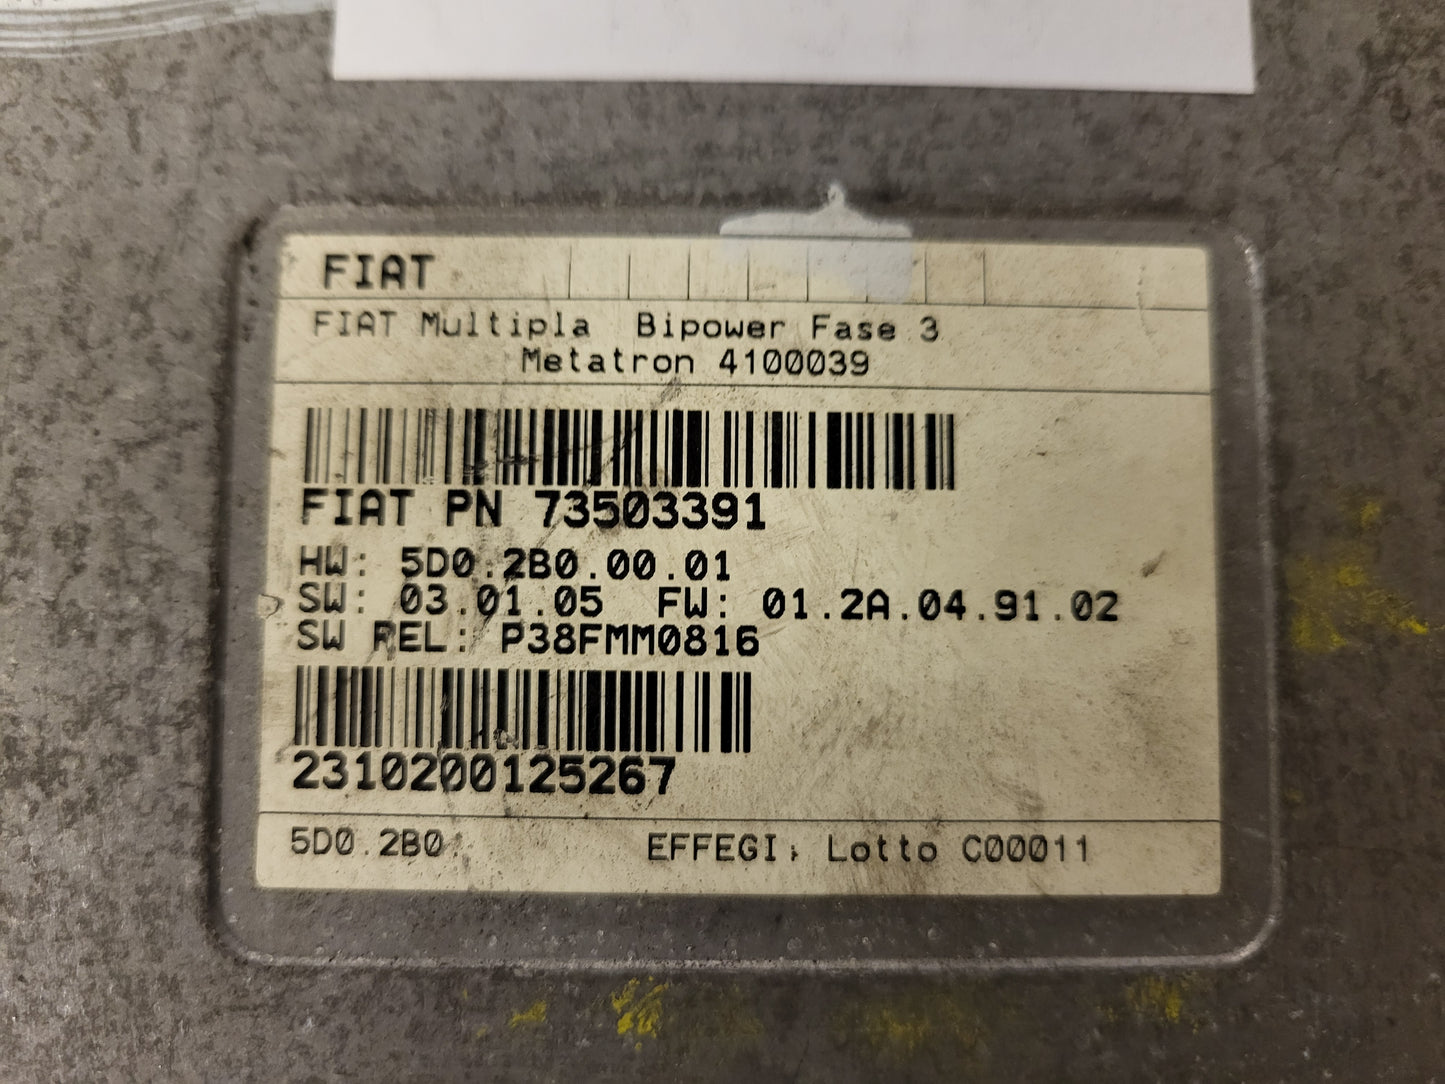 FIAT
FIAT Multipla Bipower Fase 3
Metatron 4100039
FIAT PN 73503391
HW: 5D0.2B0.00.01
SW: 03.01.05 FW: 01.2A.04.91.02
SW REL: P38FMM0816
2310200125267
5D0.2B0
EFFEGI, Lotto C00011